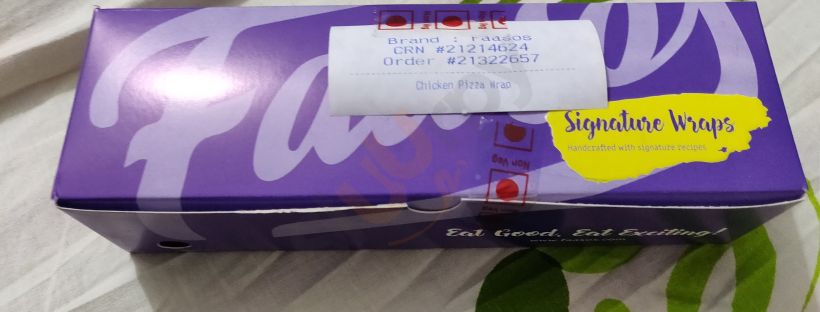 Faasos
Brand : faasos
CRN #21214624
Order #21322657
Chicken Pizza Wrap
Signature Wraps
Handcrafted with signature recipes
Non Veg
Eat Good, Eat Exciting!
www.faasos.com